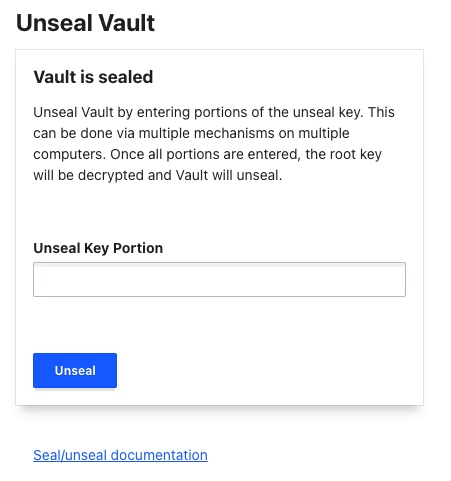 Unseal Vault
Vault is sealed
Unseal Vault by entering portions of the unseal key. This
can be done via multiple mechanisms on multiple
computers. Once all portions are entered, the root key
will be decrypted and Vault will unseal.
Unseal Key Portion
Unseal
Seal/unseal documentation